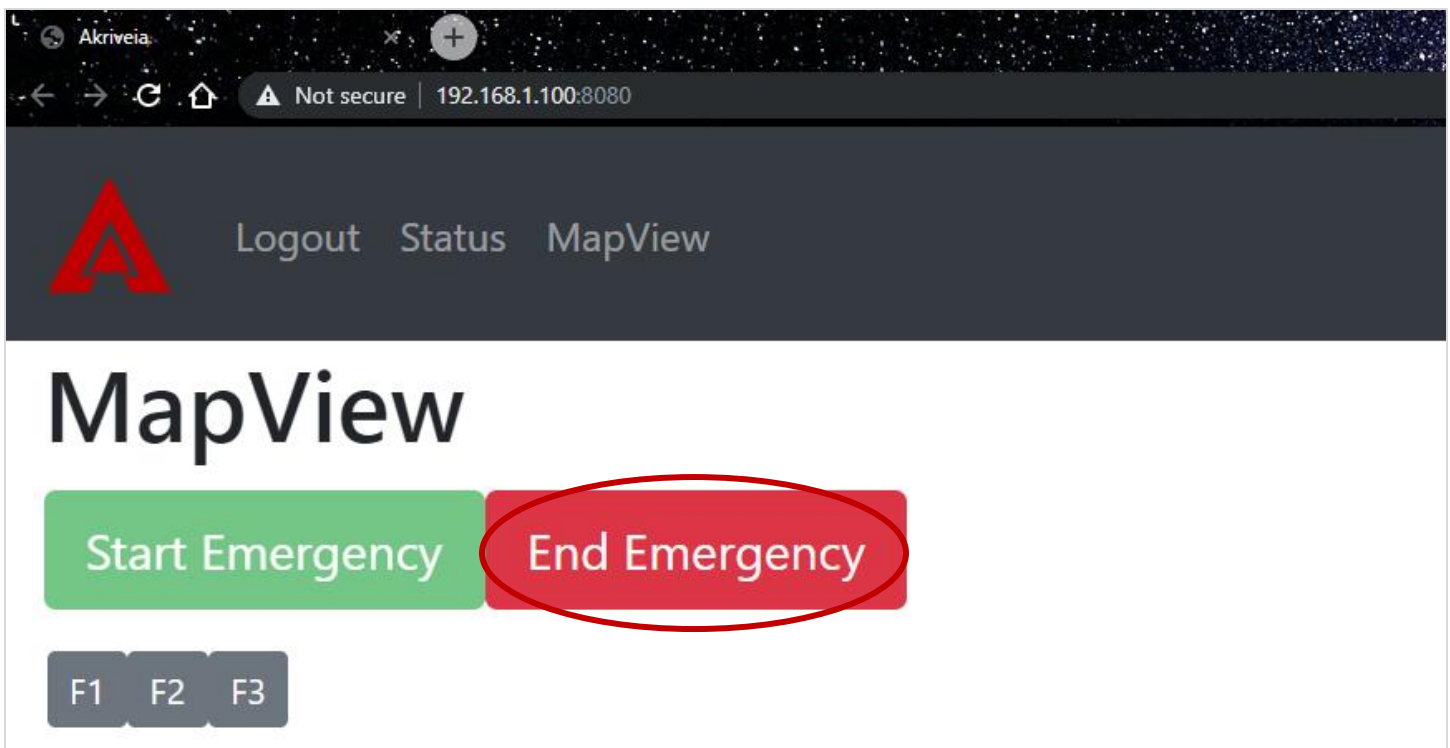 Akriveia
Not secure | 192.168.1.100:8080
Logout Status MapView
MapView
Start Emergency End Emergency
F1 F2 F3